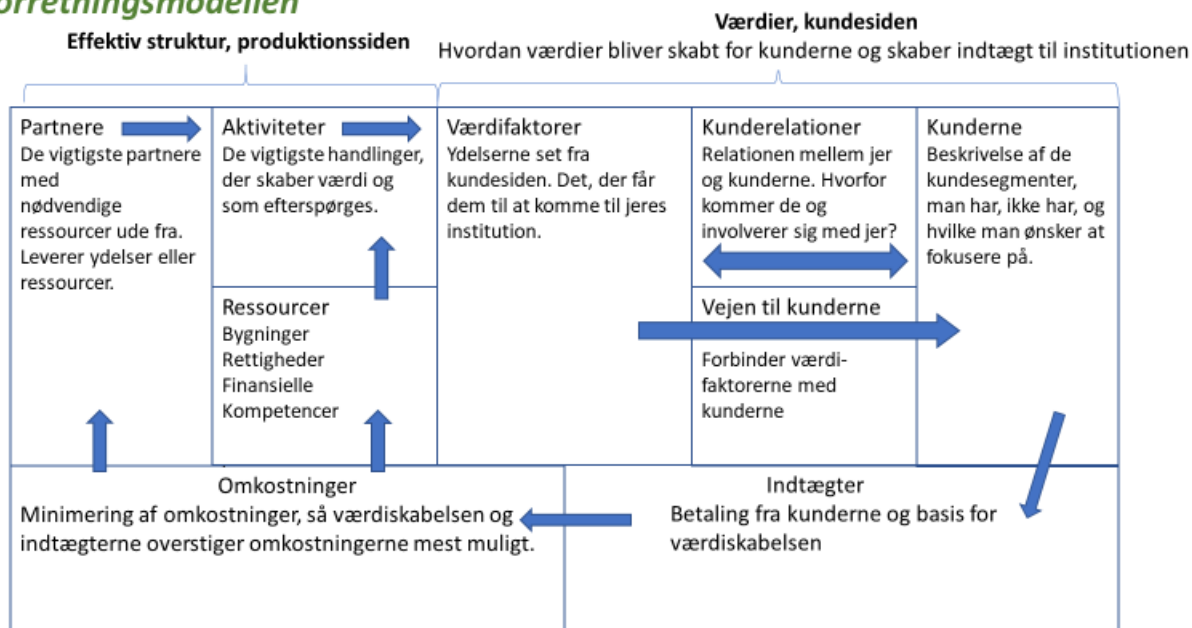 orretningsmodellen
Effektiv struktur, produktionssiden
Værdier, kundesiden
Hvordan værdier bliver skabt for kunderne og skaber indtægt til institutionen
Partnere
De vigtigste partnere
med
nødvendige
ressourcer ude fra.
Leverer ydelser eller
ressourcer.
Aktiviteter
De vigtigste handlinger,
der skaber værdi og
som efterspørges.
Ressourcer
Bygninger
Rettigheder
Finansielle
Kompetencer
Værdifaktorer
Ydelserne set fra
kundesiden. Det, der får
dem til at komme til jeres
institution.
Kunderelationer
Relationen mellem jer
og kunderne. Hvorfor
kommer de og
involverer sig med jer?
Vejen til kunderne
Forbinder værdi-
faktorerne med
kunderne
Kunderne
Beskrivelse af de
kundesegmenter,
man har, ikke har, og
hvilke man ønsker at
fokusere på.
Omkostninger
Minimering af omkostninger, så værdiskabelsen og
indtægterne overstiger omkostningerne mest muligt.
Indtægter
Betaling fra kunderne og basis for
værdiskabelsen